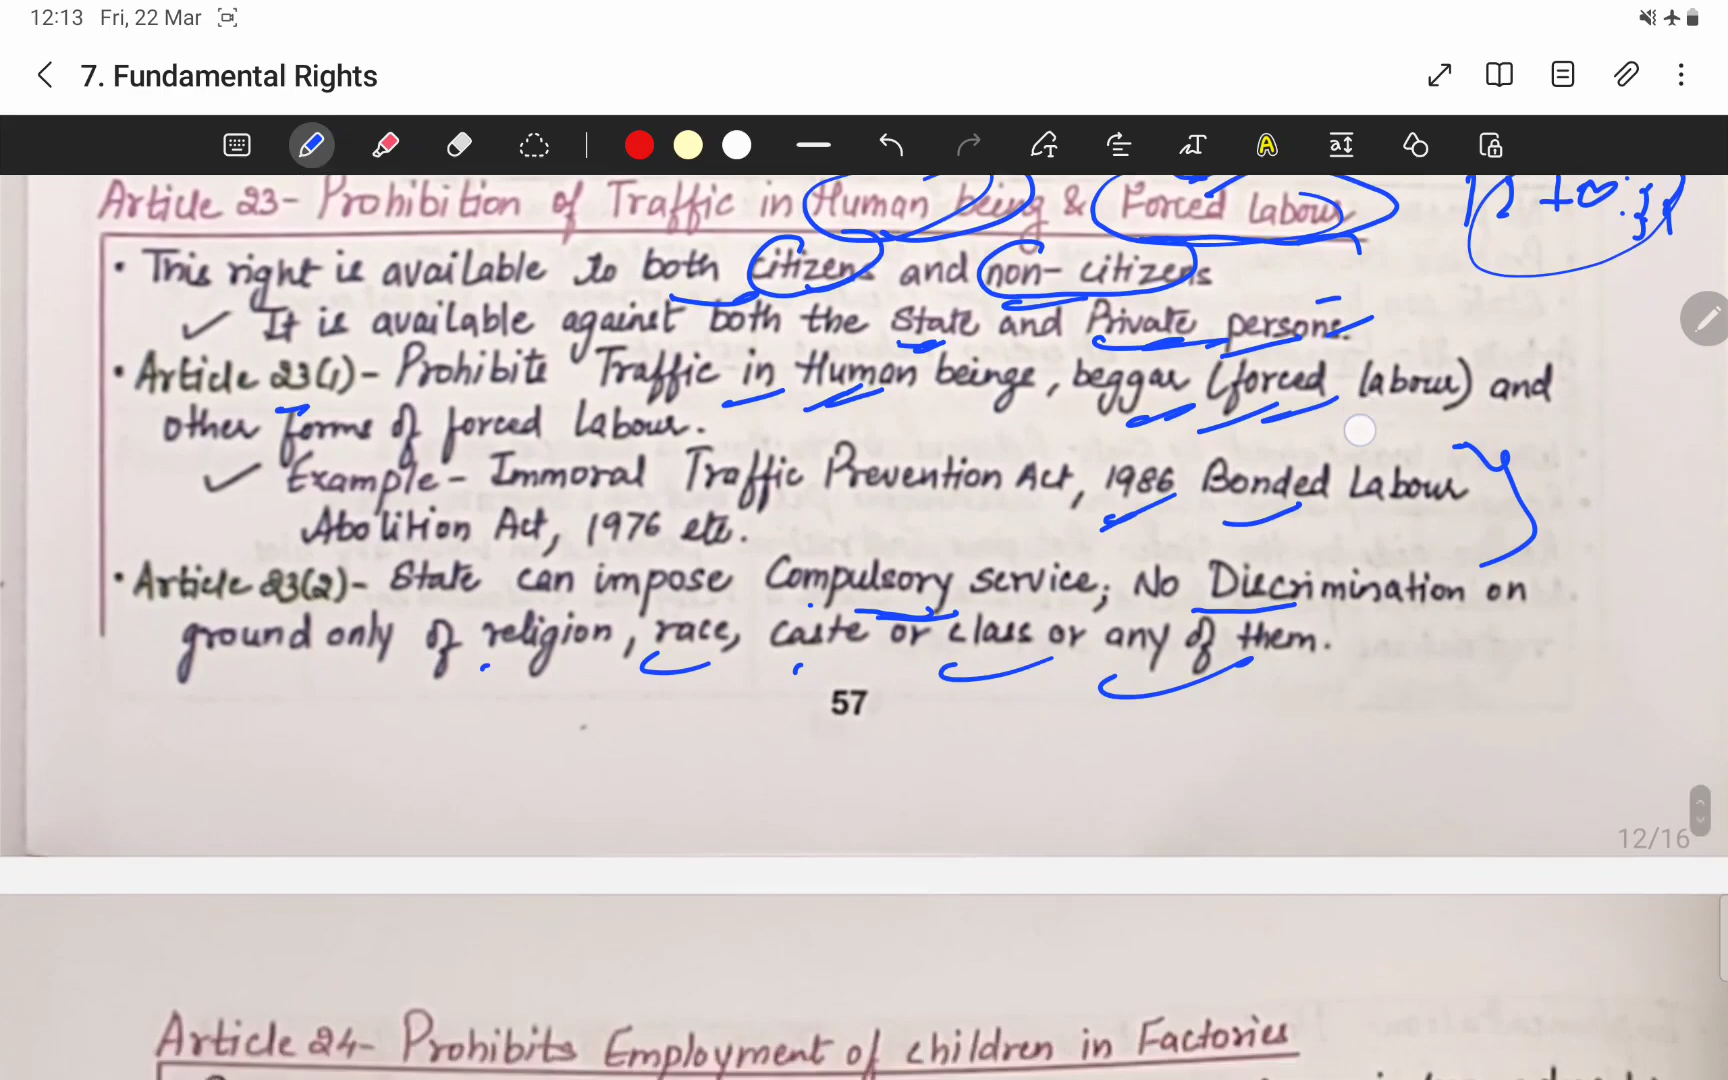 12:13 Fri, 22 Mar
7. Fundamental Rights
Article 23- Prohibition of Traffic in Human being & Forced Labour
• This right is available to both citizens and non-citizens
✓ It is available against both the State and Private persons.
• Article 23(1)- Prohibits Traffic in Human beings, beggar (forced labour) and
other forms of forced Labour.
✓ Example- Immoral Traffic Prevention Act, 1986 Bonded Labour
Abolition Act, 1976 etc.
• Article 23(2)- State can impose Compulsory service; No Discrimination on
ground only of religion, race, caste or class or any of them.
57
12/16
Article 24- Prohibits Employment of children in Factories